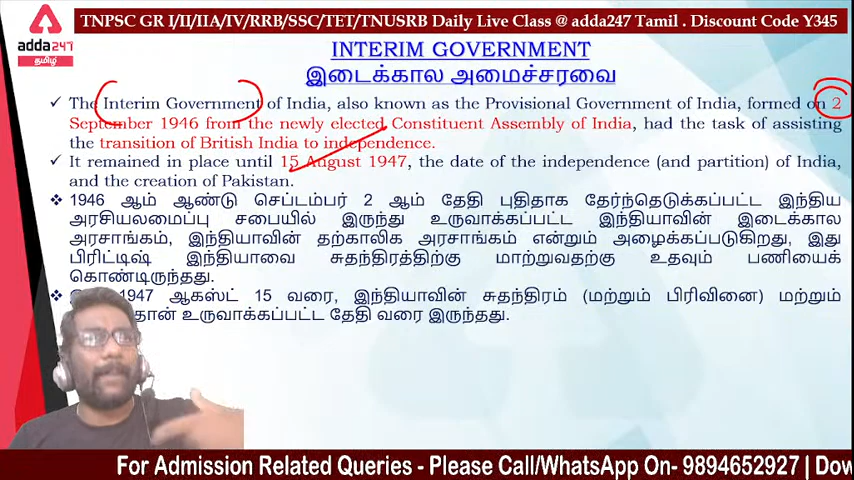 TNPSC GR I/II/IIA/IV/RRB/SSC/TET/TNUSRB Daily Live Class @ adda247 Tamil . Discount Code Y345
adda247
தமிழ்
INTERIM GOVERNMENT
இடைக்கால அமைச்சரவை
The Interim Government of India, also known as the Provisional Government of India, formed on 2
September 1946 from the newly elected Constituent Assembly of India, had the task of assisting
the transition of British India to independence.
It remained in place until 15 August 1947, the date of the independence (and partition) of India,
and the creation of Pakistan.
1946 ஆம் ஆண்டு செப்டம்பர் 2 ஆம் தேதி புதிதாக தேர்ந்தெடுக்கப்பட்ட இந்திய
அரசியலமைப்பு சபையில் இருந்து உருவாக்கப்பட்ட இந்தியாவின் இடைக்கால
அரசாங்கம், இந்தியாவின் தற்காலிக அரசாங்கம் என்றும் அழைக்கப்படுகிறது, இது
பிரிட்டிஷ் இந்தியாவை சுதந்திரத்திற்கு மாற்றுவதற்கு உதவும் பணியைக்
கொண்டிருந்தது.
1947 ஆகஸ்ட் 15 வரை, இந்தியாவின் சுதந்திரம் (மற்றும் பிரிவினை) மற்றும்
தான் உருவாக்கப்பட்ட தேதி வரை இருந்தது.
For Admission Related Queries - Please Call/WhatsApp On- 9894652927 | Dow